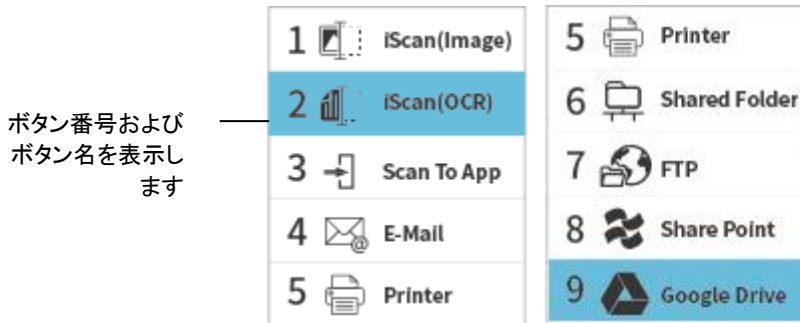 ボタン番号および
ボタン名を表示し
ます
1 iScan(Image)
2 iScan(OCR)
3 Scan To App
4 E-Mail
5 Printer
5 Printer
6 Shared Folder
7 FTP
8 Share Point
9 Google Drive